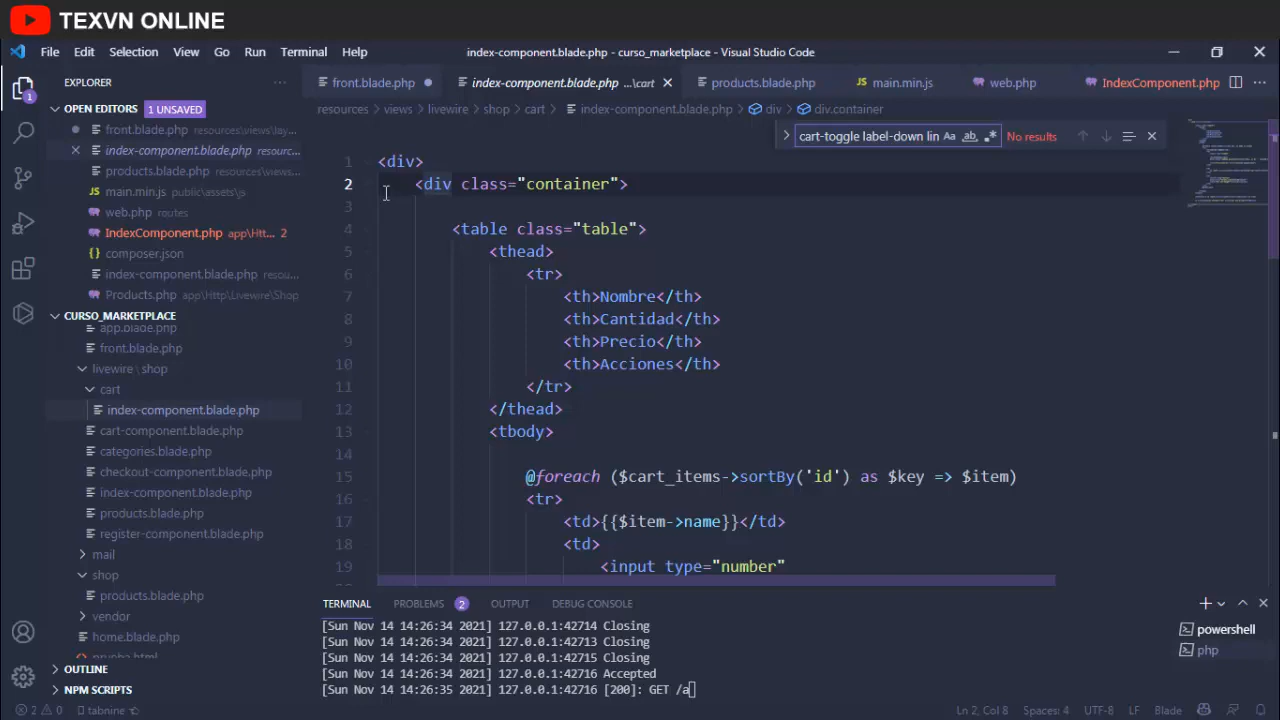 TEXVN ONLINE
File Edit Selection View Go Run Terminal Help
index-component.blade.php - curso_marketplace - Visual Studio Code
EXPLORER
front.blade.php
index-component.blade.php ...\cart
products.blade.php
main.min.js
web.php
IndexComponent.php
resources > views > livewire > shop > cart > index-component.blade.php > div > div.container
OPEN EDITORS 1 UNSAVED
front.blade.php resources\views\lay...
index-component.blade.php resourc...
products.blade.php resources\views...
main.min.js public\assets\js
web.php routes
IndexComponent.php app\Htt... 2
composer.json
index-component.blade.php resou...
Products.php app\Http\Livewire\Shop
CURSO_MARKETPLACE
app.blade.php
front.blade.php
livewire \ shop
cart
index-component.blade.php
cart-component.blade.php
categories.blade.php
checkout-component.blade.php
index-component.blade.php
products.blade.php
register-component.blade.php
mail
shop
products.blade.php
vendor
home.blade.php
prueba.html
OUTLINE
NPM SCRIPTS
cart-toggle label-down lin Aa ab No results
1 <div>
2 <div class="container">
3
4 <table class="table">
5 <thead>
6 <tr>
7 <th>Nombre</th>
8 <th>Cantidad</th>
9 <th>Precio</th>
10 <th>Acciones</th>
11 </tr>
12 </thead>
13 <tbody>
14
15 @foreach ($cart_items->sortBy('id') as $key => $item)
16 <tr>
17 <td>{{$item->name}}</td>
18 <td>
19 <input type="number"
TERMINAL PROBLEMS 2 OUTPUT DEBUG CONSOLE
[Sun Nov 14 14:26:34 2021] 127.0.0.1:42714 Closing
[Sun Nov 14 14:26:34 2021] 127.0.0.1:42713 Closing
[Sun Nov 14 14:26:34 2021] 127.0.0.1:42715 Closing
[Sun Nov 14 14:26:34 2021] 127.0.0.1:42716 Accepted
[Sun Nov 14 14:26:35 2021] 127.0.0.1:42716 [200]: GET /a
powershell
php
2 0 tabnine
Ln 2, Col 8 Spaces: 4 UTF-8 LF Blade